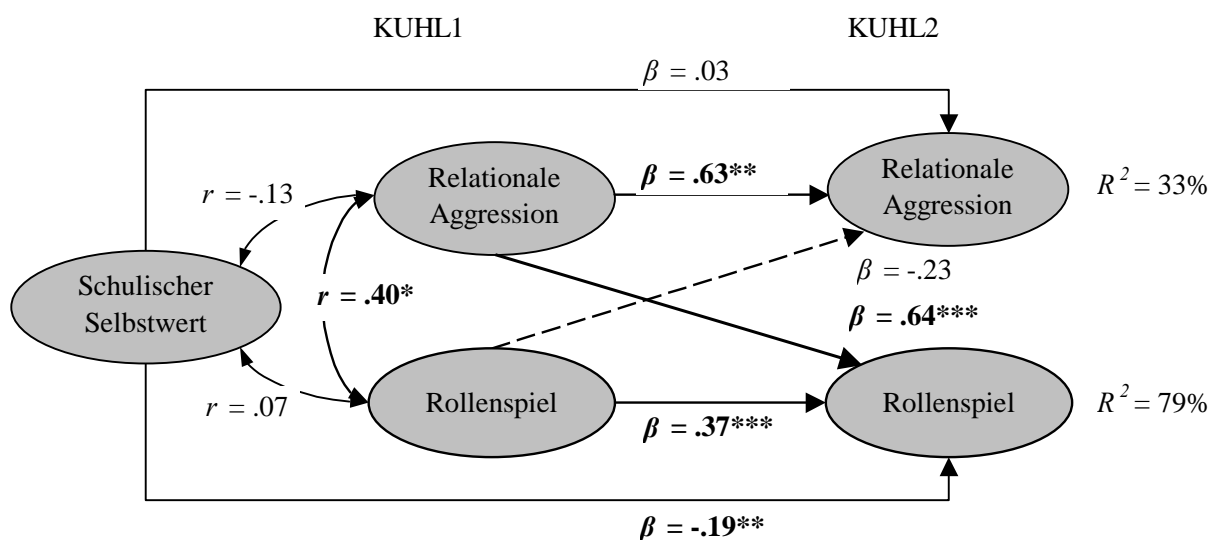 KUHL1
KUHL2
β = .03
Relationale
Aggression
β = .63**
Relationale
Aggression
R² = 33%
r = -.13
Schulischer
Selbstwert
r = .40*
β = -.23
β = .64***
r = .07
Rollenspiel
β = .37***
Rollenspiel
R² = 79%
β = -.19**